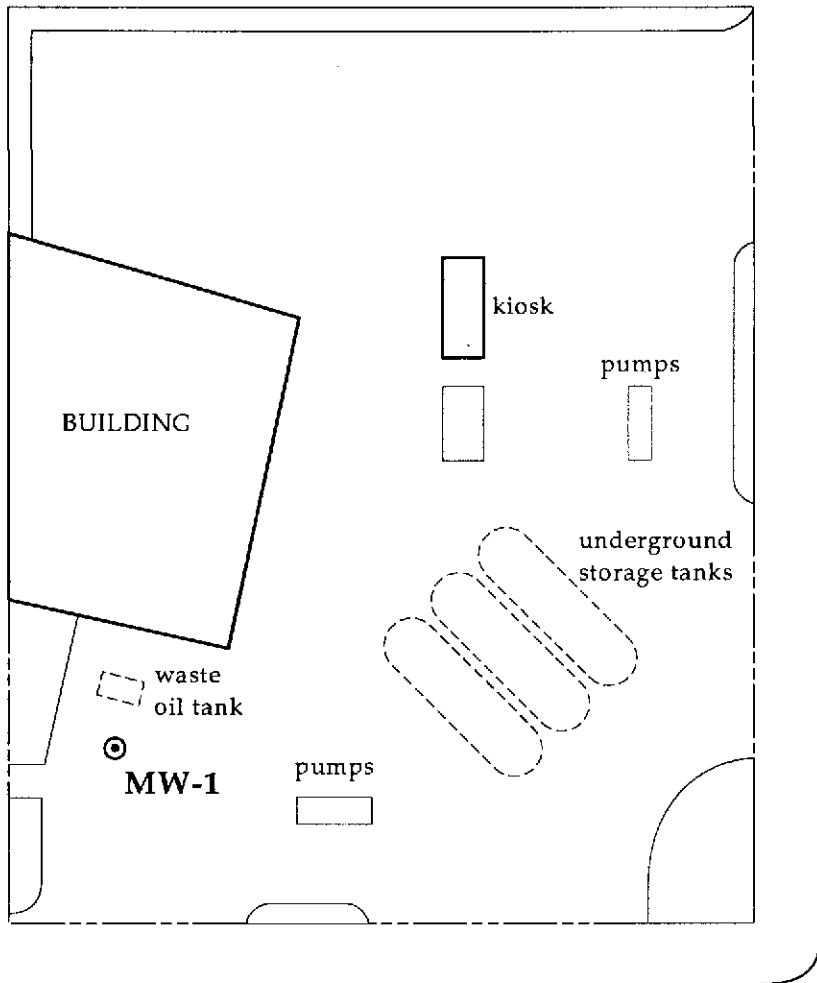 kiosk
pumps
BUILDING
underground
storage tanks
waste
oil tank
MW-1
pumps